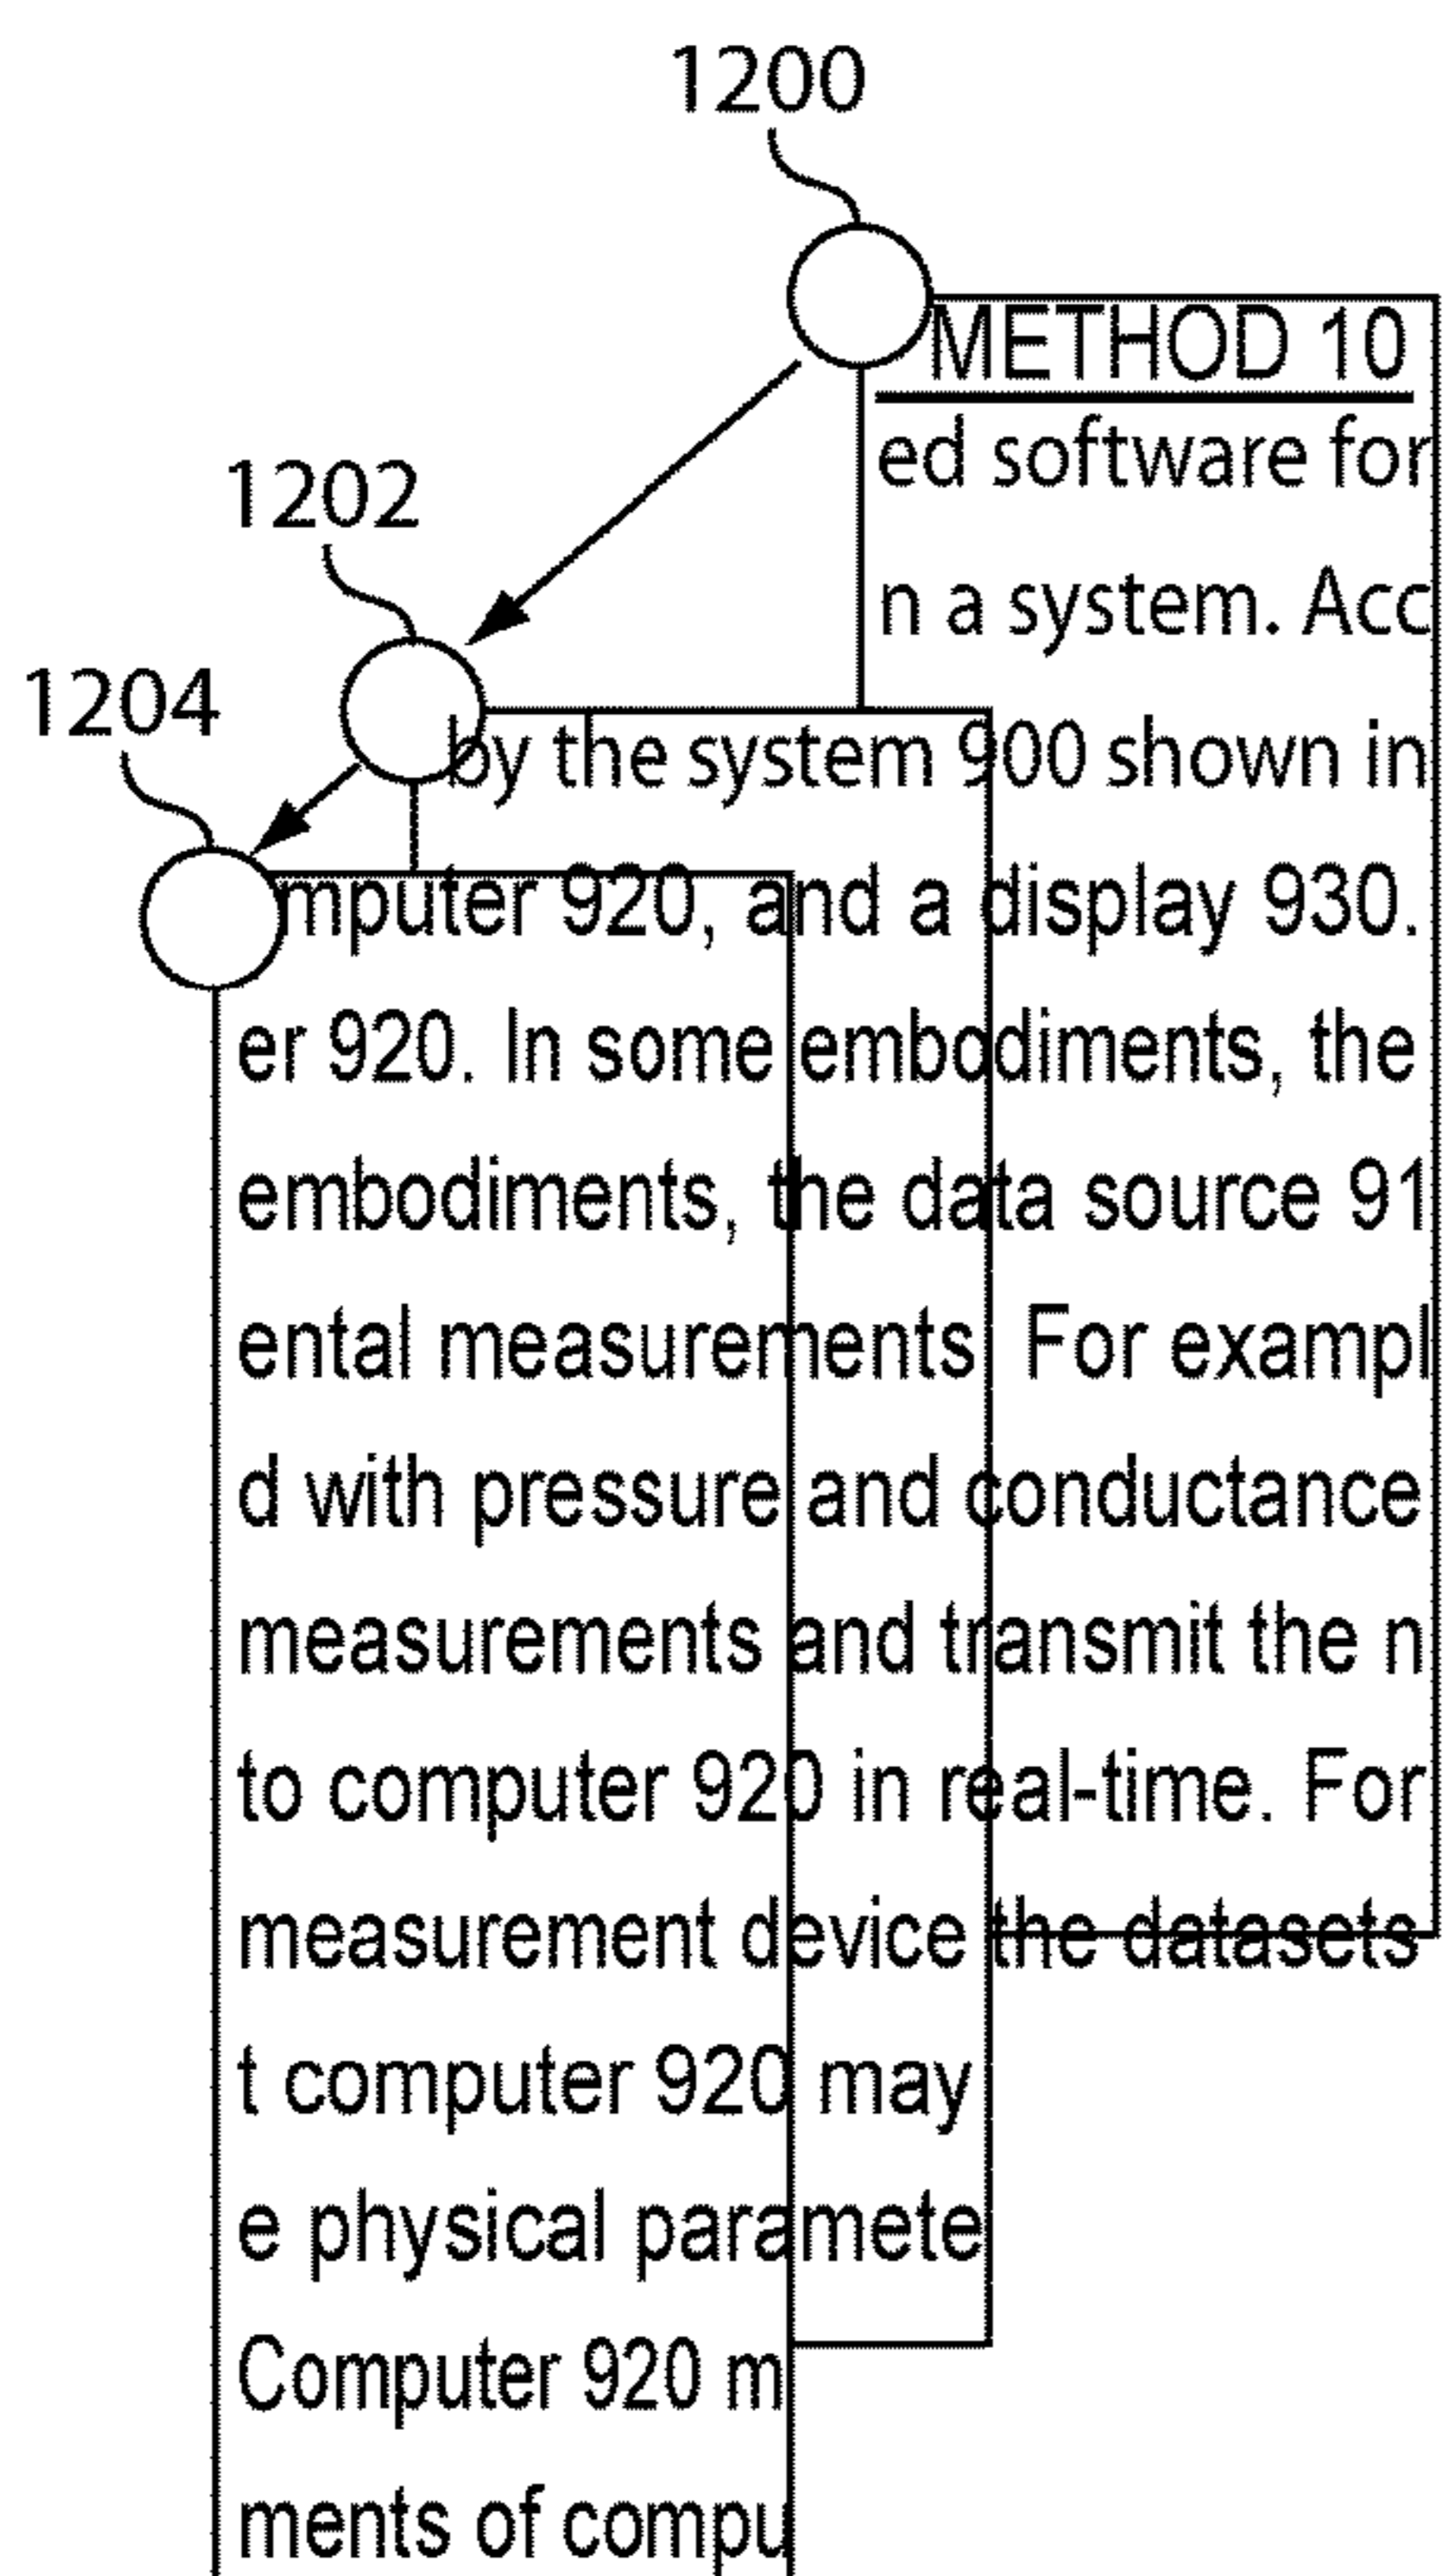 1200
METHOD 10
ed software for
1202
n a system. Acc
1204
by the system 900 shown in
mputer 920, and a display 930.
er 920. In some embodiments, the
embodiments, the data source 91
ental measurements For exampl
d with pressure and conductance
measurements and transmit the n
to computer 920 in real-time. For
measurement device the datasets
t computer 920 may
e physical paramete
Computer 920 m
ments of compu